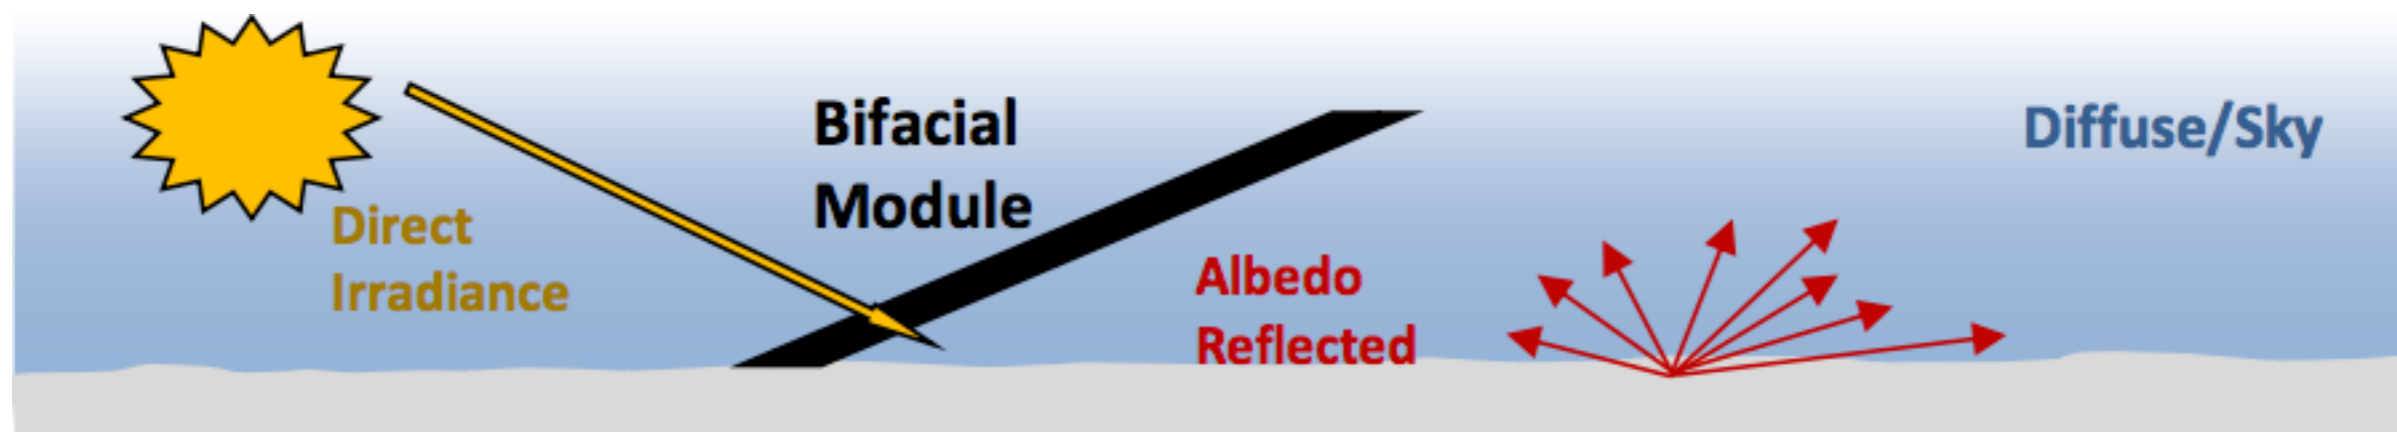 Direct
Irradiance
Bifacial
Module
Albedo
Reflected
Diffuse/Sky